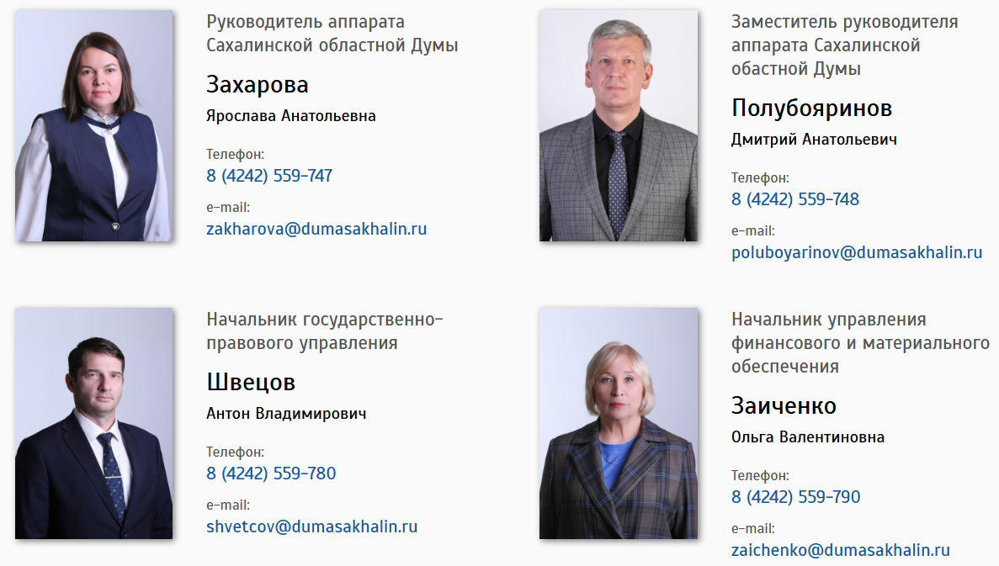 Руководитель аппарата
Сахалинской областной Думы
Захарова
Ярослава Анатольевна
Телефон:
8 (4242) 559-747
e-mail:
zakharova@dumasakhalin.ru
Заместитель руководителя
аппарата Сахалинской
обастной Думы
Полубояринов
Дмитрий Анатольевич
Телефон:
8 (4242) 559-748
e-mail:
poluboyarinov@dumasakhalin.ru
Начальник государственно-
правового управления
Швецов
Антон Владимирович
Телефон:
8 (4242) 559-780
e-mail:
shvetcov@dumasakhalin.ru
Начальник управления
финансового и материального
обеспечения
Заиченко
Ольга Валентиновна
Телефон:
8 (4242) 559-790
e-mail:
zaichenko@dumasakhalin.ru